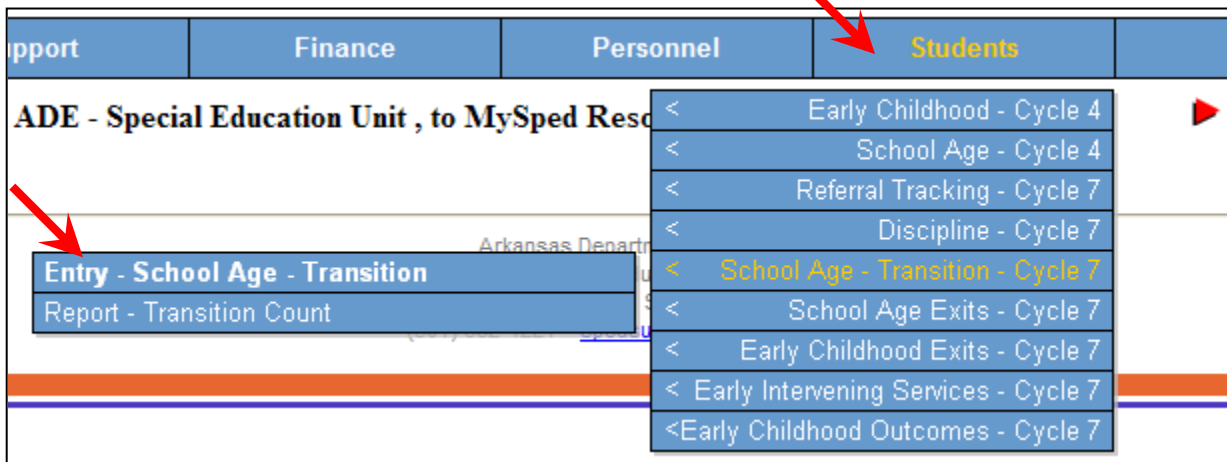 Finance Personnel Students
ADE - Special Education Unit , to MySped
< Early Childhood - Cycle 4
< School Age - Cycle 4
< Referral Tracking - Cycle 7
< Discipline - Cycle 7
< School Age - Transition - Cycle 7
< School Age Exits - Cycle 7
< Early Childhood Exits - Cycle 7
< Early Intervening Services - Cycle 7
<Early Childhood Outcomes - Cycle 7
Arkansas
Entry - School Age - Transition
Report - Transition Count